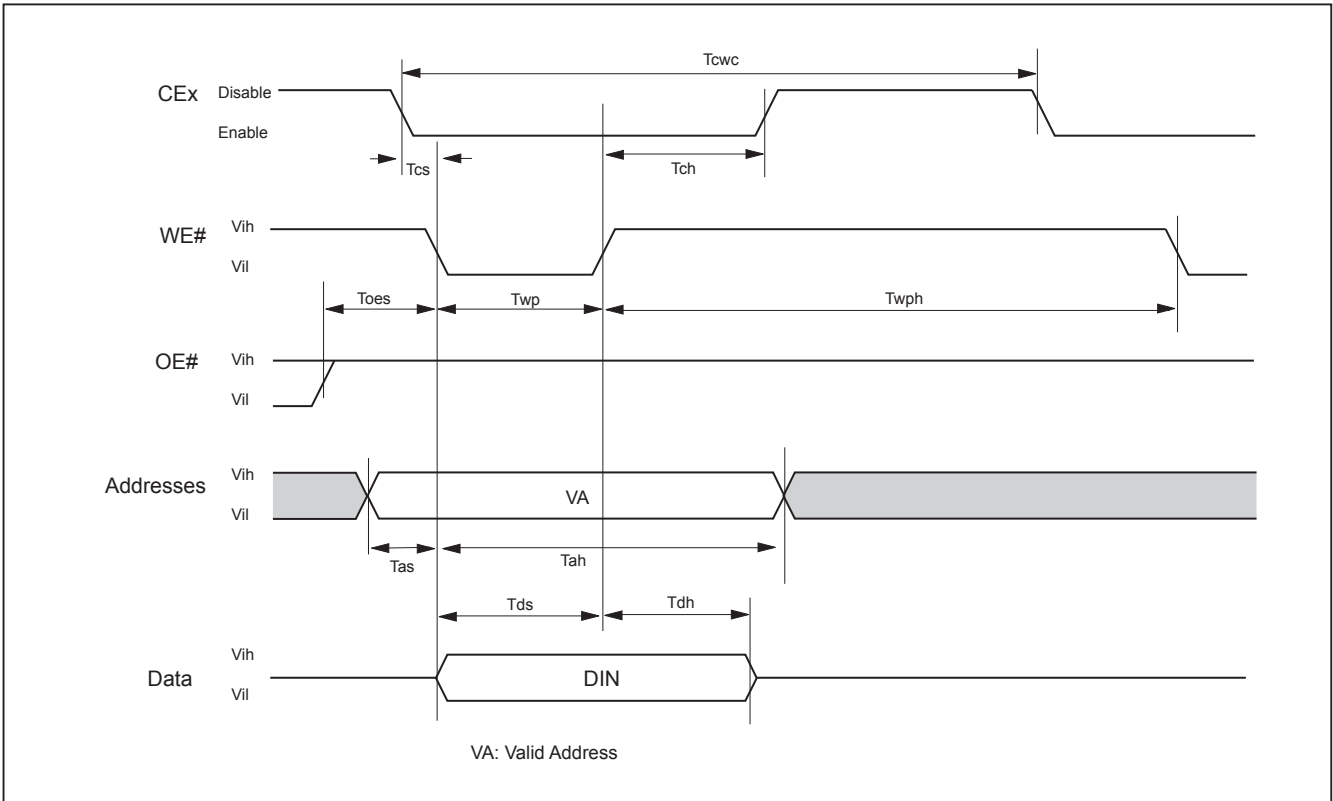 Tcwc
CEx
Disable
Enable
Tcs
Tch
WE#
Vih
Vil
Toes
Twp
Twph
OE#
Vih
Vil
Addresses
Vih
Vil
VA
Tas
Tah
Tds
Tdh
Data
Vih
Vil
DIN
VA: Valid Address